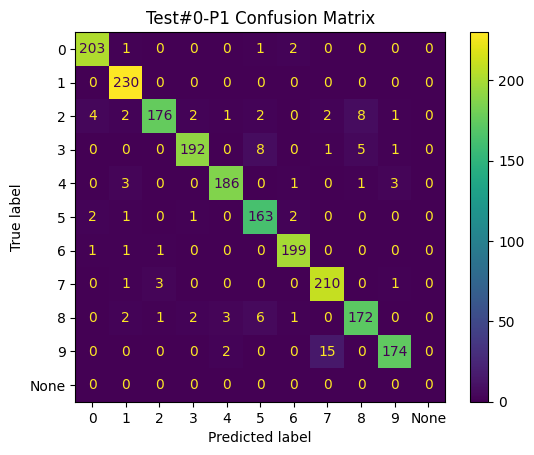 Test#0-P1 Confusion Matrix
0 203 1 0 0 0 1 2 0 0 0 0
1 0 230 0 0 0 0 0 0 0 0 0
2 4 2 176 2 1 2 0 2 8 1 0
3 0 0 0 192 0 8 0 1 5 1 0
4 0 3 0 0 186 0 1 0 1 3 0
5 2 1 0 1 0 163 2 0 0 0 0
6 1 1 1 0 0 0 199 0 0 0 0
7 0 1 3 0 0 0 0 210 0 1 0
8 0 2 1 2 3 6 1 0 172 0 0
9 0 0 0 0 2 0 0 15 0 174 0
None 0 0 0 0 0 0 0 0 0 0 0
0 1 2 3 4 5 6 7 8 9 None
Predicted label
True label
200
150
100
50
0